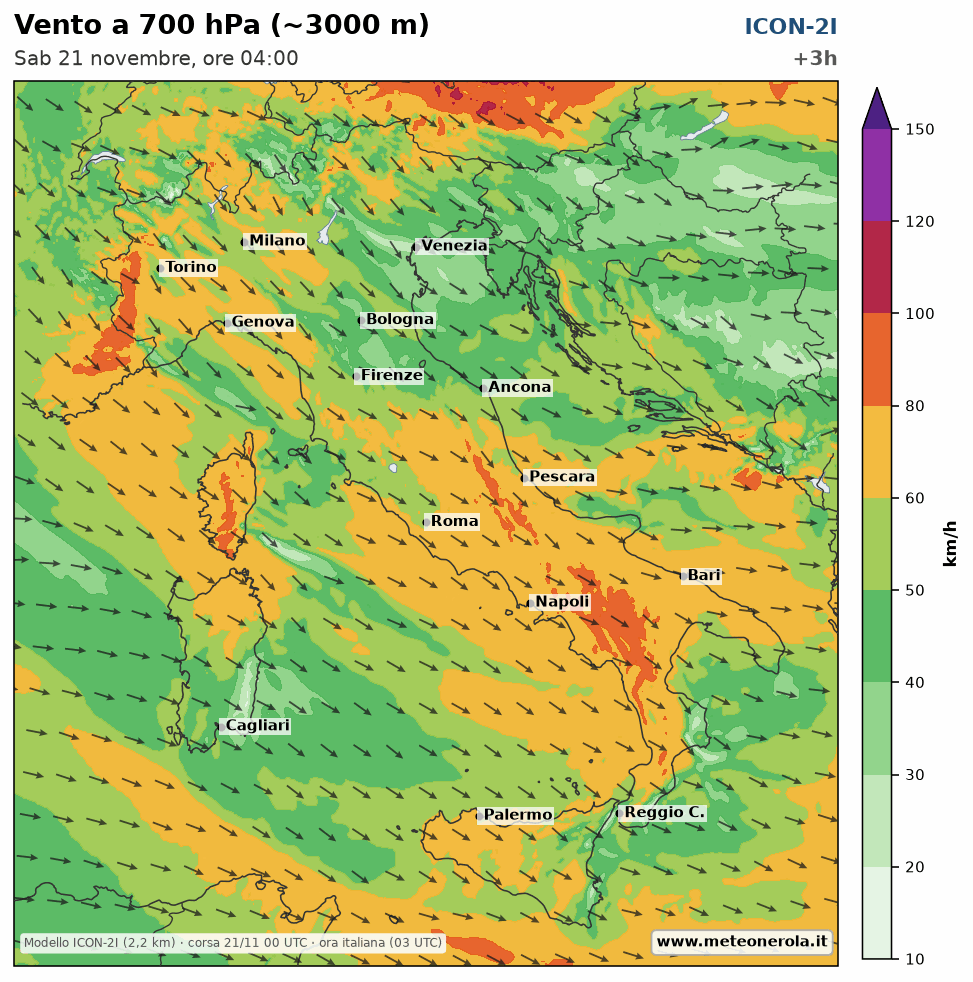 Vento a 700 hPa (~3000 m)
ICON-2I
Sab 21 novembre, ore 04:00
+3h
Milano
Venezia
Torino
Genova
Bologna
Firenze
Ancona
Pescara
Roma
Bari
Napoli
Cagliari
Palermo
Reggio C.
150
120
100
80
60
50
40
30
20
10
km/h
Modello ICON-2I (2,2 km) · corsa 21/11 00 UTC · ora italiana (03 UTC)
www.meteonerola.it